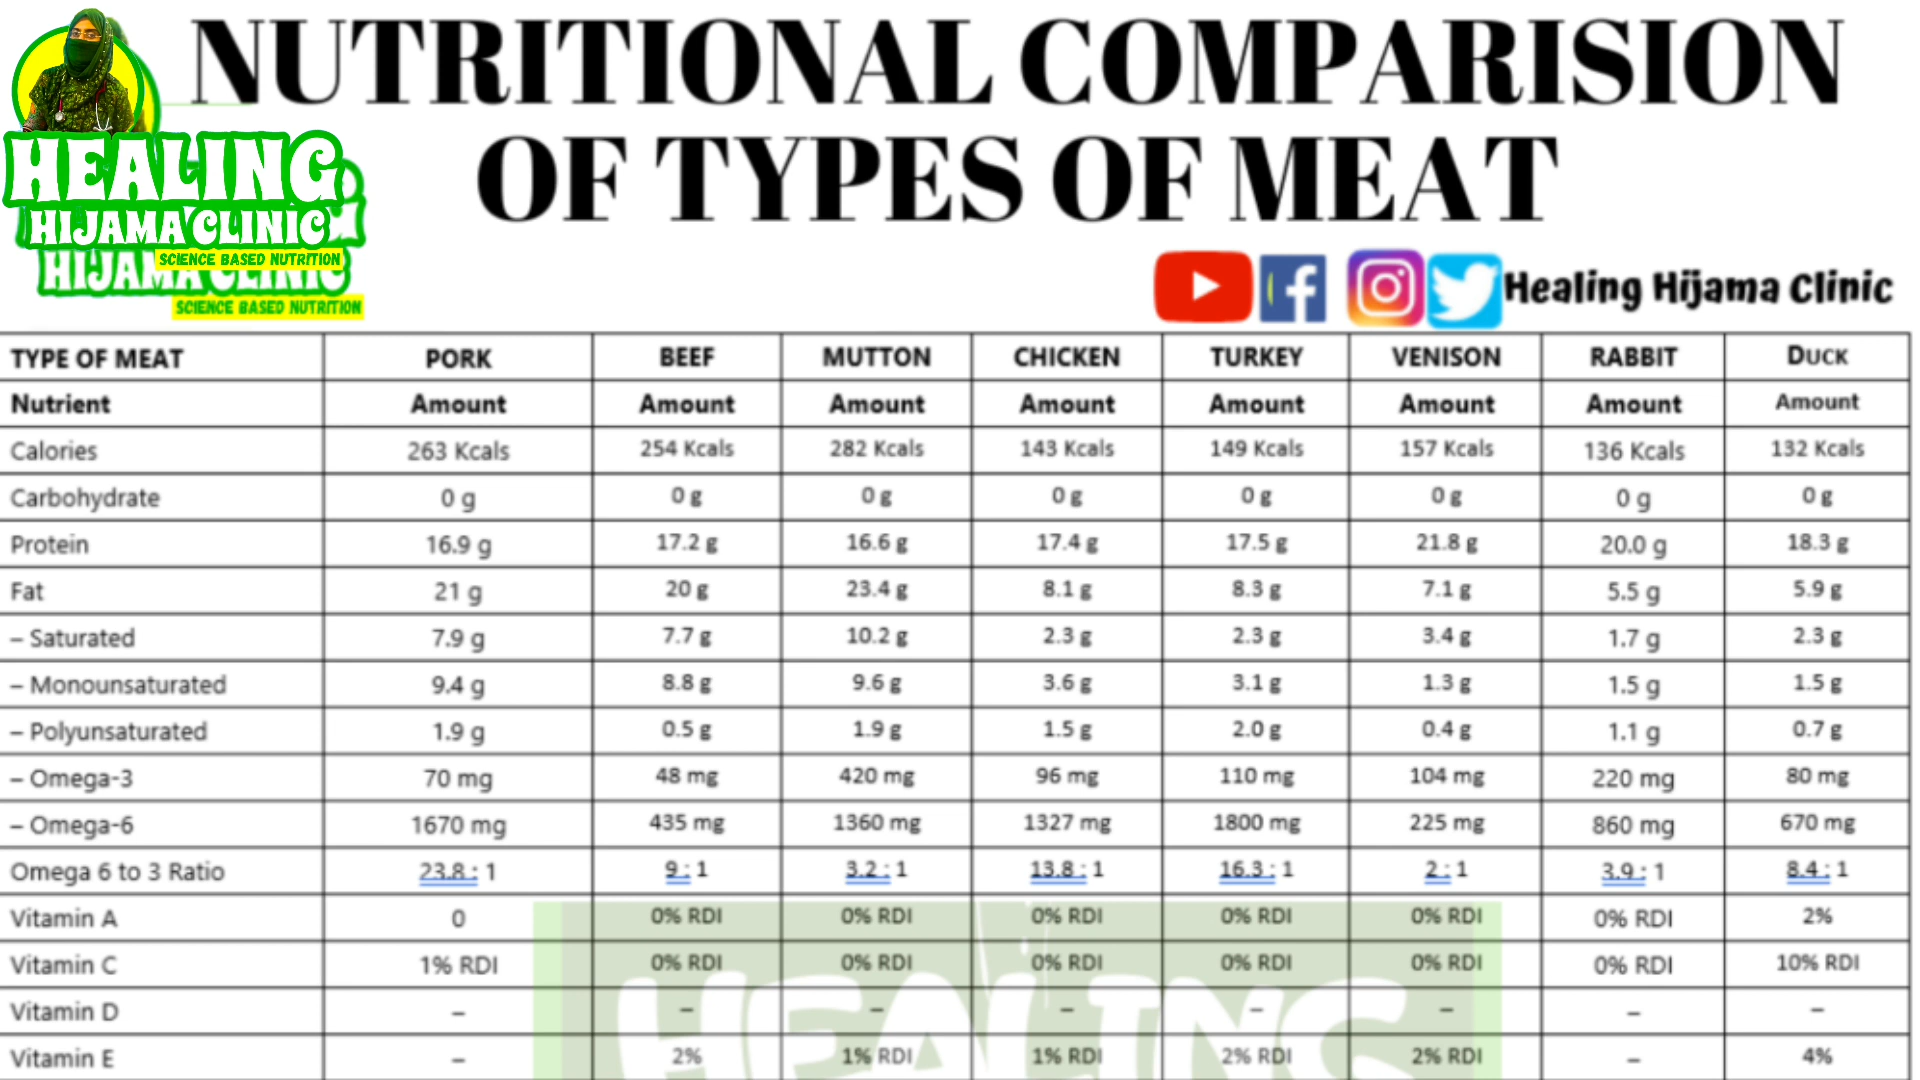 NUTRITIONAL COMPARISION
OF TYPES OF MEAT
HEALING
HIJAMA CLINIC
SCIENCE BASED NUTRITION
HIJAMA CLINIC
SCIENCE BASED NUTRITION
Healing Hijama Clinic
TYPE OF MEAT PORK BEEF MUTTON CHICKEN TURKEY VENISON RABBIT DUCK
Nutrient Amount Amount Amount Amount Amount Amount Amount Amount
Calories 263 Kcals 254 Kcals 282 Kcals 143 Kcals 149 Kcals 157 Kcals 136 Kcals 132 Kcals
Carbohydrate 0 g 0 g 0 g 0 g 0 g 0 g 0 g 0 g
Protein 16.9 g 17.2 g 16.6 g 17.4 g 17.5 g 21.8 g 20.0 g 18.3 g
Fat 21 g 20 g 23.4 g 8.1 g 8.3 g 7.1 g 5.5 g 5.9 g
– Saturated 7.9 g 7.7 g 10.2 g 2.3 g 2.3 g 3.4 g 1.7 g 2.3 g
– Monounsaturated 9.4 g 8.8 g 9.6 g 3.6 g 3.1 g 1.3 g 1.5 g 1.5 g
– Polyunsaturated 1.9 g 0.5 g 1.9 g 1.5 g 2.0 g 0.4 g 1.1 g 0.7 g
– Omega-3 70 mg 48 mg 420 mg 96 mg 110 mg 104 mg 220 mg 80 mg
– Omega-6 1670 mg 435 mg 1360 mg 1327 mg 1800 mg 225 mg 860 mg 670 mg
Omega 6 to 3 Ratio 23.8 : 1 9 : 1 3.2 : 1 13.8 : 1 16.3 : 1 2 : 1 3.9 : 1 8.4 : 1
Vitamin A 0 0% RDI 0% RDI 0% RDI 0% RDI 0% RDI 0% RDI 2%
Vitamin C 1% RDI 0% RDI 0% RDI 0% RDI 0% RDI 0% RDI 0% RDI 10% RDI
Vitamin D – – – – – – – –
Vitamin E – 2% 1% RDI 1% RDI 2% RDI 2% RDI – 4%
HEALING